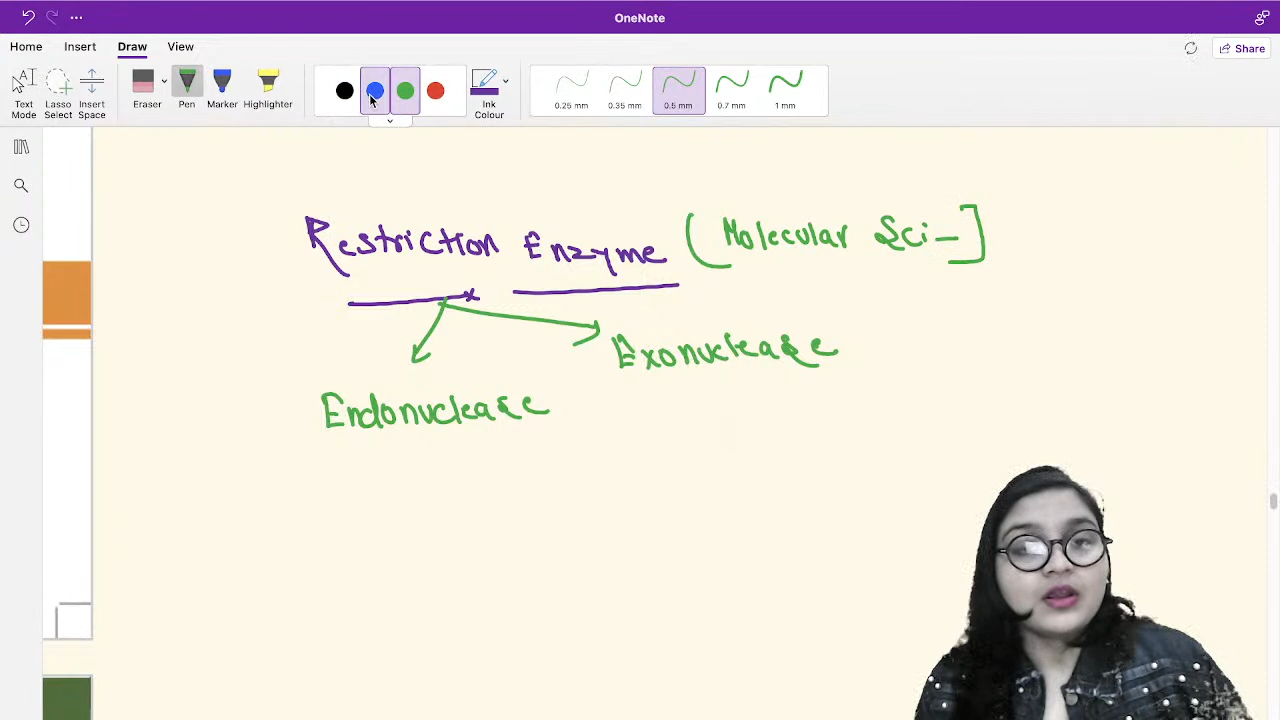 OneNote
Home Insert Draw View
Share
Text Mode
Lasso Select
Insert Space
Eraser
Pen
Marker
Highlighter
Ink Colour
0.25 mm
0.35 mm
0.5 mm
0.7 mm
1 mm
Restriction Enzyme (Molecular Sci-]
Exonuclease
Endonuclease